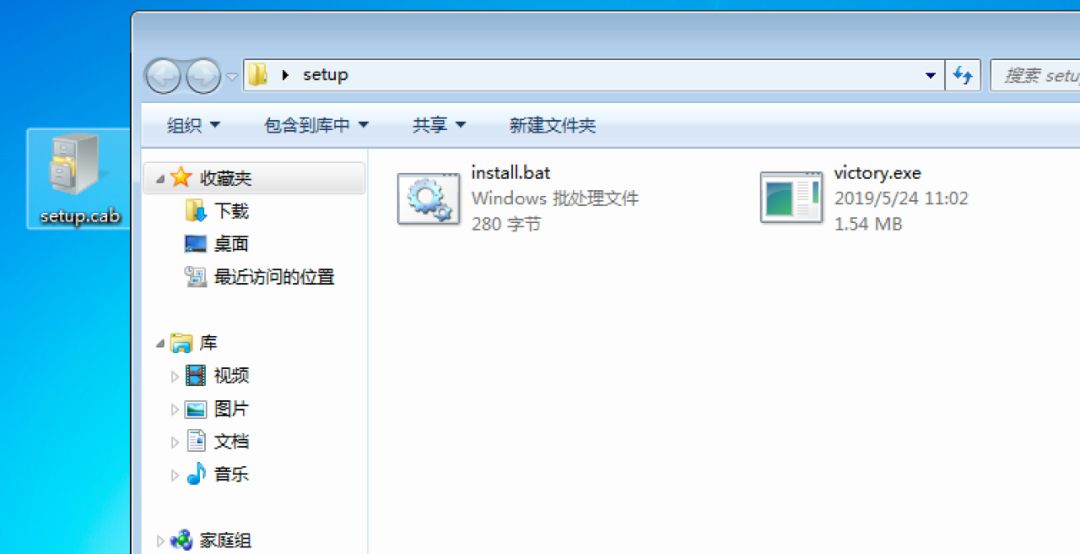 setup
搜索 setu
组织
包含到库中
共享
新建文件夹
setup.cab
收藏夹
下载
桌面
最近访问的位置
库
视频
图片
文档
音乐
家庭组
install.bat
Windows 批处理文件
280 字节
victory.exe
2019/5/24 11:02
1.54 MB